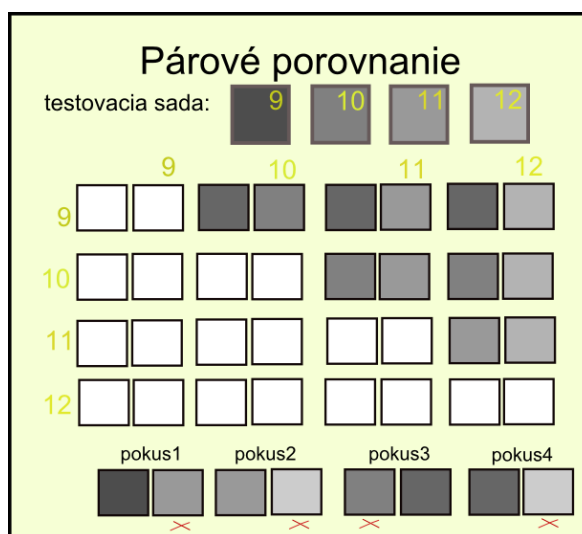 Párové porovnanie
testovacia sada: 9 10 11 12
9 10 11 12
9
10
11
12
pokus1 pokus2 pokus3 pokus4